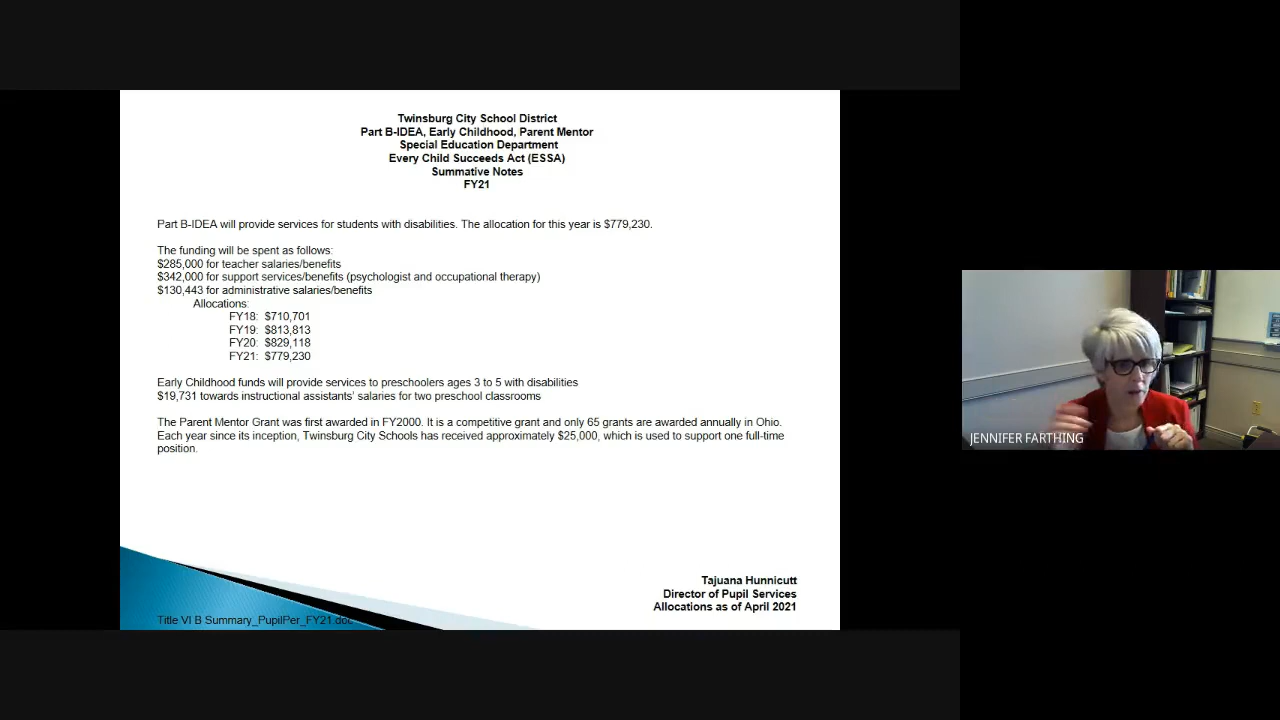 Twinsburg City School District
Part B-IDEA, Early Childhood, Parent Mentor
Special Education Department
Every Child Succeeds Act (ESSA)
Summative Notes
FY21
Part B-IDEA will provide services for students with disabilities. The allocation for this year is $779,230.
The funding will be spent as follows:
$285,000 for teacher salaries/benefits
$342,000 for support services/benefits (psychologist and occupational therapy)
$130,443 for administrative salaries/benefits
Allocations:
FY18: $710,701
FY19: $813,813
FY20: $829,118
FY21: $779,230
Early Childhood funds will provide services to preschoolers ages 3 to 5 with disabilities
$19,731 towards instructional assistants' salaries for two preschool classrooms
The Parent Mentor Grant was first awarded in FY2000. It is a competitive grant and only 65 grants are awarded annually in Ohio.
Each year since its inception, Twinsburg City Schools has received approximately $25,000, which is used to support one full-time
position.
Tajuana Hunnicutt
Director of Pupil Services
Allocations as of April 2021
Title VI B Summary_PupilPer_FY21.doc
JENNIFER FARTHING